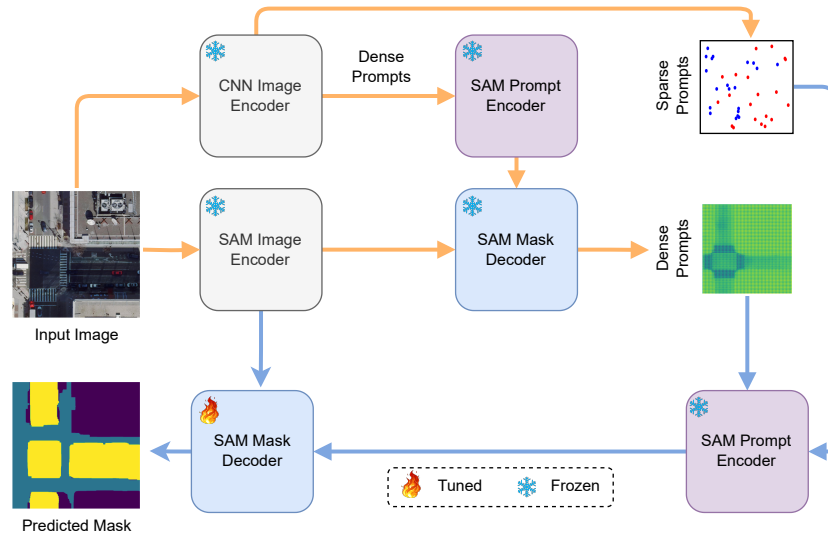 CNN Image
Encoder
Dense
Prompts
SAM Prompt
Encoder
Sparse
Prompts
SAM Image
Encoder
SAM Mask
Decoder
Dense
Prompts
Input Image
SAM Mask
Decoder
SAM Prompt
Encoder
Tuned
Frozen
Predicted Mask